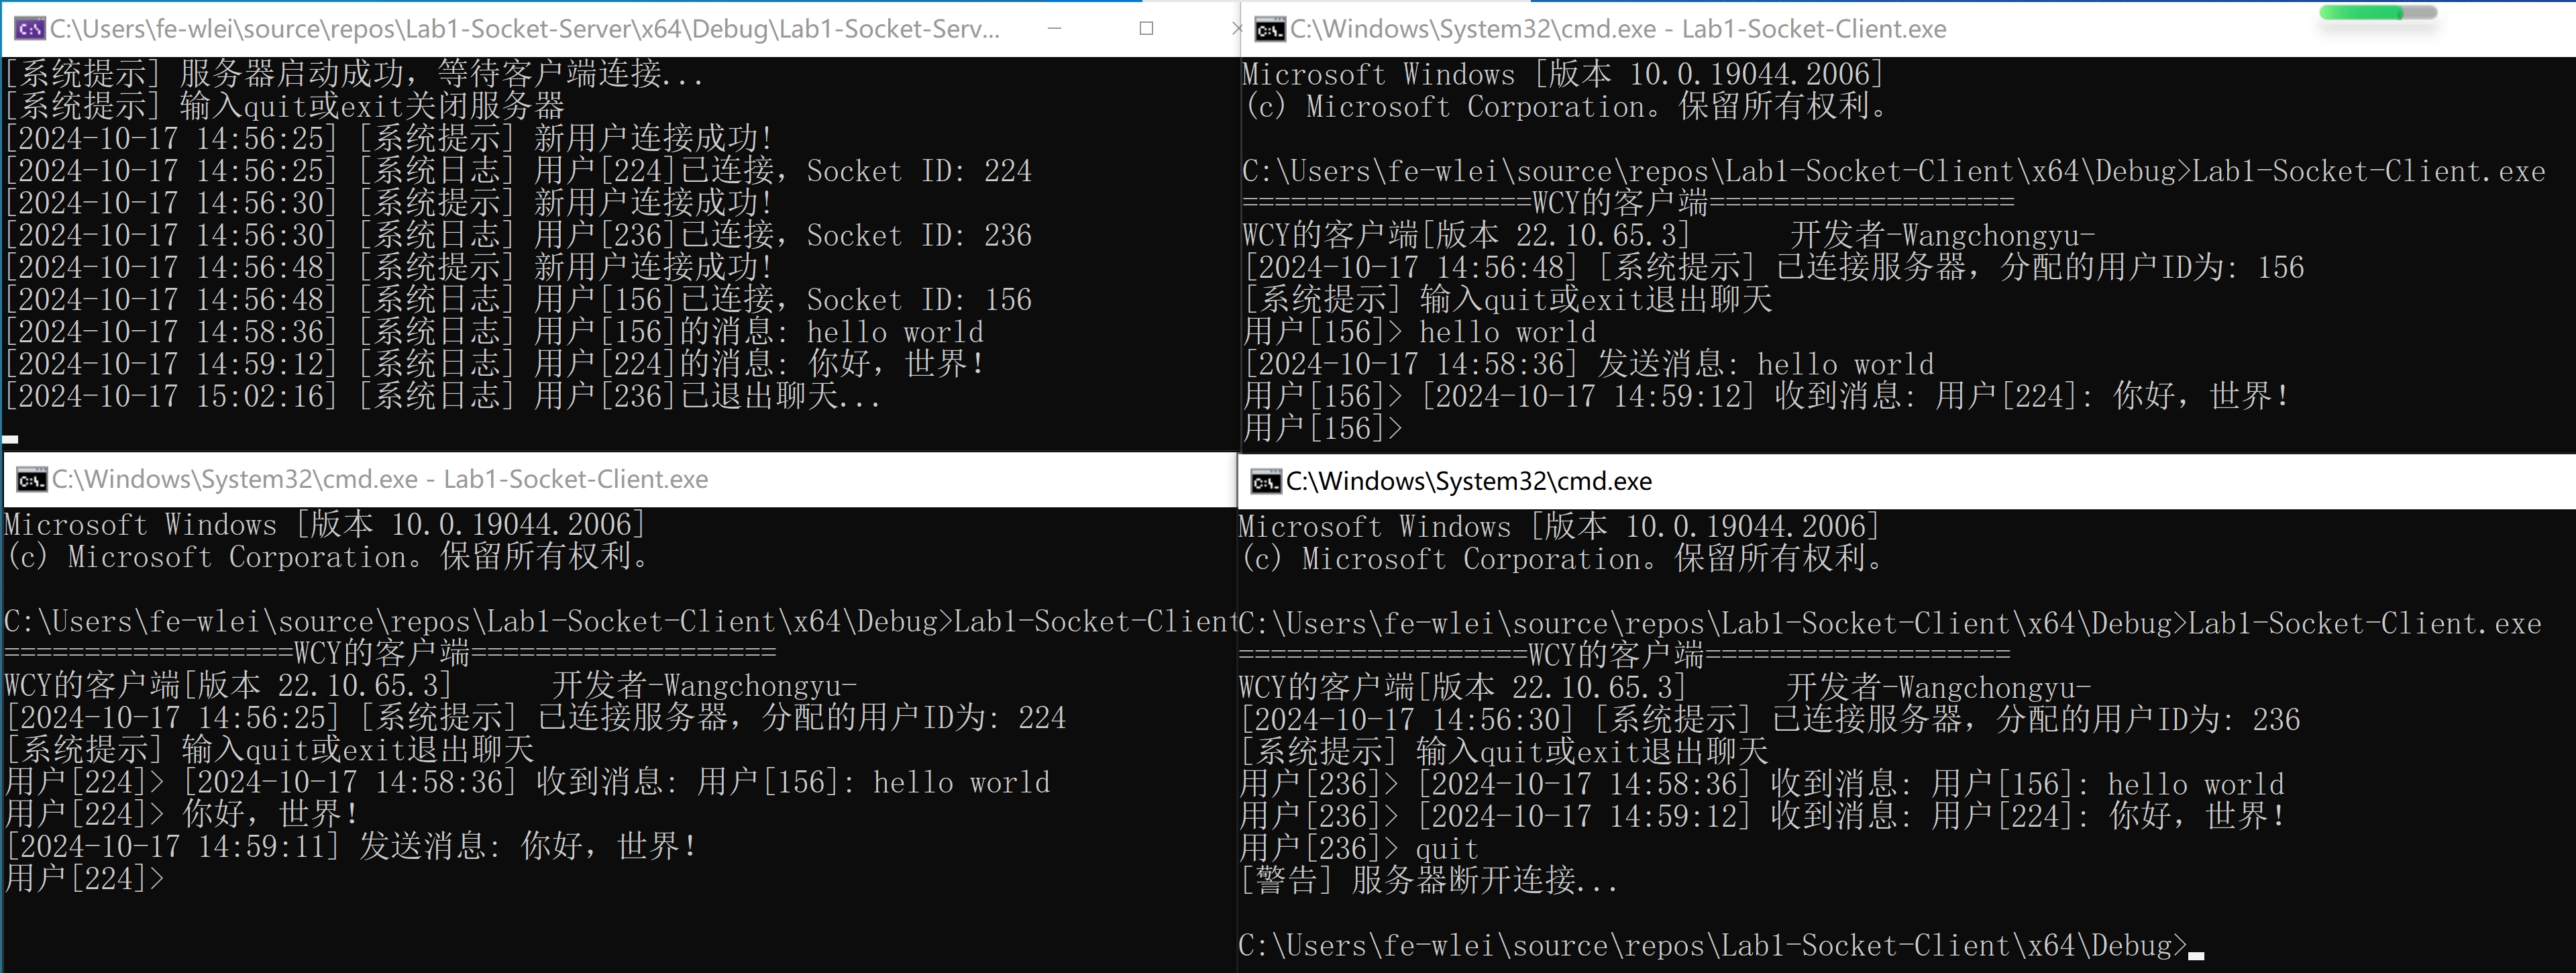 C:\Users\fe-wlei\source\repos\Lab1-Socket-Server\x64\Debug\Lab1-Socket-Serv...
[系统提示] 服务器启动成功，等待客户端连接...
[系统提示] 输入quit或exit关闭服务器
[2024-10-17 14:56:25] [系统提示] 新用户连接成功!
[2024-10-17 14:56:25] [系统日志] 用户[224]已连接，Socket ID: 224
[2024-10-17 14:56:30] [系统提示] 新用户连接成功!
[2024-10-17 14:56:30] [系统日志] 用户[236]已连接，Socket ID: 236
[2024-10-17 14:56:48] [系统提示] 新用户连接成功!
[2024-10-17 14:56:48] [系统日志] 用户[156]已连接，Socket ID: 156
[2024-10-17 14:58:36] [系统日志] 用户[156]的消息: hello world
[2024-10-17 14:59:12] [系统日志] 用户[224]的消息: 你好，世界!
[2024-10-17 15:02:16] [系统日志] 用户[236]已退出聊天...
C:\Windows\System32\cmd.exe - Lab1-Socket-Client.exe
Microsoft Windows [版本 10.0.19044.2006]
(c) Microsoft Corporation。保留所有权利。
C:\Users\fe-wlei\source\repos\Lab1-Socket-Client\x64\Debug>Lab1-Socket-Client.exe
==================WCY的客户端===================
WCY的客户端[版本 22.10.65.3]      开发者-Wangchongyu-
[2024-10-17 14:56:48] [系统提示] 已连接服务器，分配的用户ID为: 156
[系统提示] 输入quit或exit退出聊天
用户[156]> hello world
[2024-10-17 14:58:36] 发送消息: hello world
用户[156]> [2024-10-17 14:59:12] 收到消息: 用户[224]: 你好，世界!
用户[156]>
C:\Windows\System32\cmd.exe - Lab1-Socket-Client.exe
Microsoft Windows [版本 10.0.19044.2006]
(c) Microsoft Corporation。保留所有权利。
C:\Users\fe-wlei\source\repos\Lab1-Socket-Client\x64\Debug>Lab1-Socket-Client
==================WCY的客户端===================
WCY的客户端[版本 22.10.65.3]      开发者-Wangchongyu-
[2024-10-17 14:56:25] [系统提示] 已连接服务器，分配的用户ID为: 224
[系统提示] 输入quit或exit退出聊天
用户[224]> [2024-10-17 14:58:36] 收到消息: 用户[156]: hello world
用户[224]> 你好，世界!
[2024-10-17 14:59:11] 发送消息: 你好，世界!
用户[224]>
C:\Windows\System32\cmd.exe
Microsoft Windows [版本 10.0.19044.2006]
(c) Microsoft Corporation。保留所有权利。
C:\Users\fe-wlei\source\repos\Lab1-Socket-Client\x64\Debug>Lab1-Socket-Client.exe
==================WCY的客户端===================
WCY的客户端[版本 22.10.65.3]      开发者-Wangchongyu-
[2024-10-17 14:56:30] [系统提示] 已连接服务器，分配的用户ID为: 236
[系统提示] 输入quit或exit退出聊天
用户[236]> [2024-10-17 14:58:36] 收到消息: 用户[156]: hello world
用户[236]> [2024-10-17 14:59:12] 收到消息: 用户[224]: 你好，世界!
用户[236]> quit
[警告] 服务器断开连接...
C:\Users\fe-wlei\source\repos\Lab1-Socket-Client\x64\Debug>